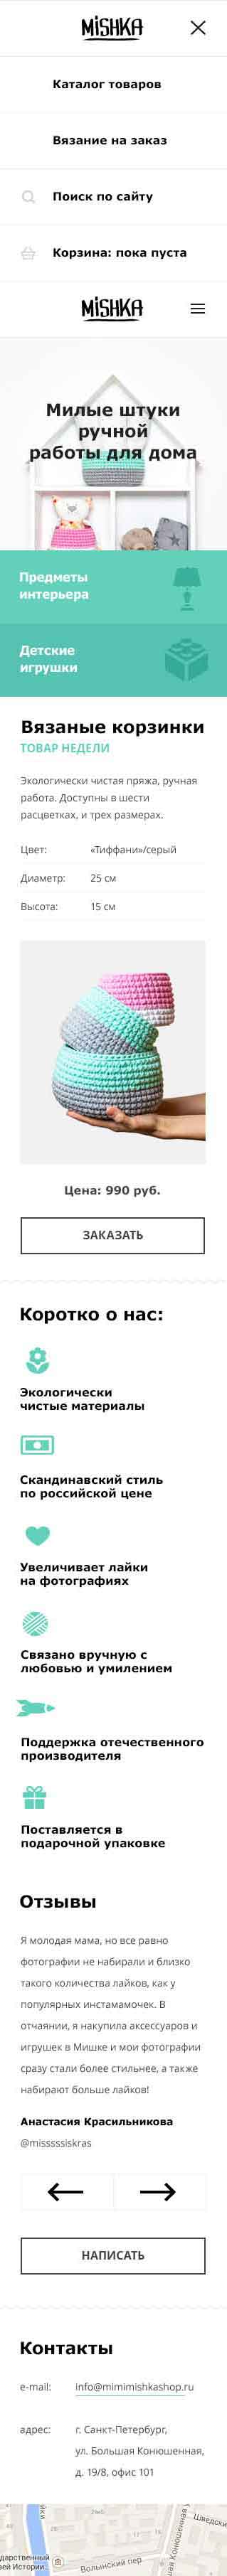 MiSHKA
Каталог товаров
Вязание на заказ
Поиск по сайту
Корзина: пока пуста
MiSHKA
Милые штуки
ручной
работы для дома
Предметы
интерьера
Детские
игрушки
Вязаные корзинки
ТОВАР НЕДЕЛИ
Экологически чистая пряжа, ручная
работа. Доступны в шести
расцветках, и трех размерах.
Цвет: «Тиффани»/серый
Диаметр: 25 см
Высота: 15 см
Цена: 990 руб.
ЗАКАЗАТЬ
Коротко о нас:
Экологически
чистые материалы
Скандинавский стиль
по российской цене
Увеличивает лайки
на фотографиях
Связано вручную с
любовью и умилением
Поддержка отечественного
производителя
Поставляется в
подарочной упаковке
Отзывы
Я молодая мама, но все равно
фотографии не набирали и близко
такого количества лайков, как у
популярных инстамамочек. В
отчаянии, я накупила аксессуаров и
игрушек в Мишке и мои фотографии
сразу стали более стильнее, а также
набирают больше лайков!
Анастасия Красильникова
@misssssiskras
НАПИСАТЬ
Контакты
e-mail: info@mimimishkashop.ru
адрес: г. Санкт-Петербург,
ул. Большая Конюшенная,
д. 19/8, офис 101
Волынский пер